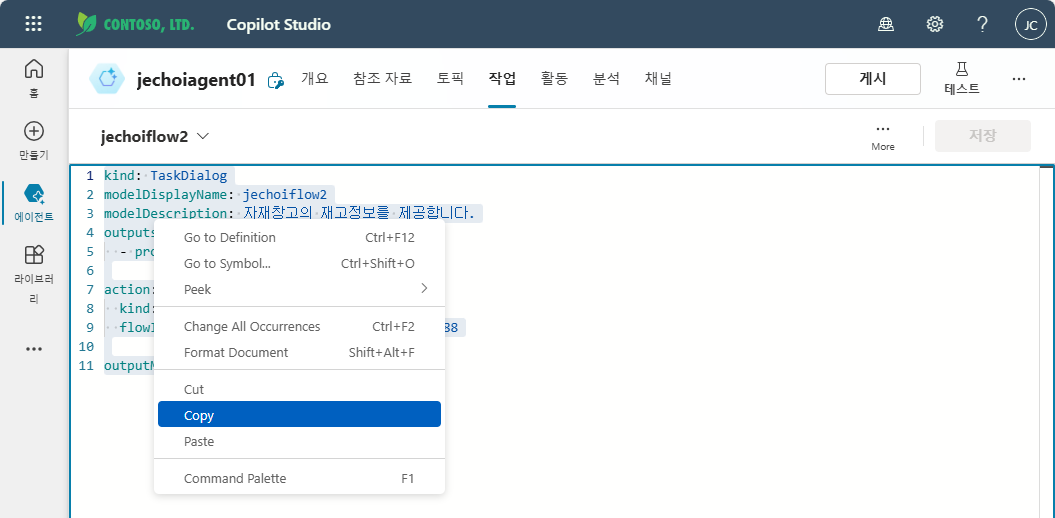 CONTOSO, LTD. Copilot Studio JC
홈
만들기
에이전트
라이브러리
jechoiagent01 개요 참조 자료 토픽 작업 활동 분석 채널 게시 테스트
jechoiflow2 More 저장
1 kind: TaskDialog
2 modelDisplayName: jechoiflow2
3 modelDescription: 자재창고의 재고정보를 제공합니다.
4 outputs
5 - pro
6
7 action:
8 kind:
9 flowI 88
10
11 outputM
Go to Definition Ctrl+F12
Go to Symbol... Ctrl+Shift+O
Peek
Change All Occurrences Ctrl+F2
Format Document Shift+Alt+F
Cut
Copy
Paste
Command Palette F1